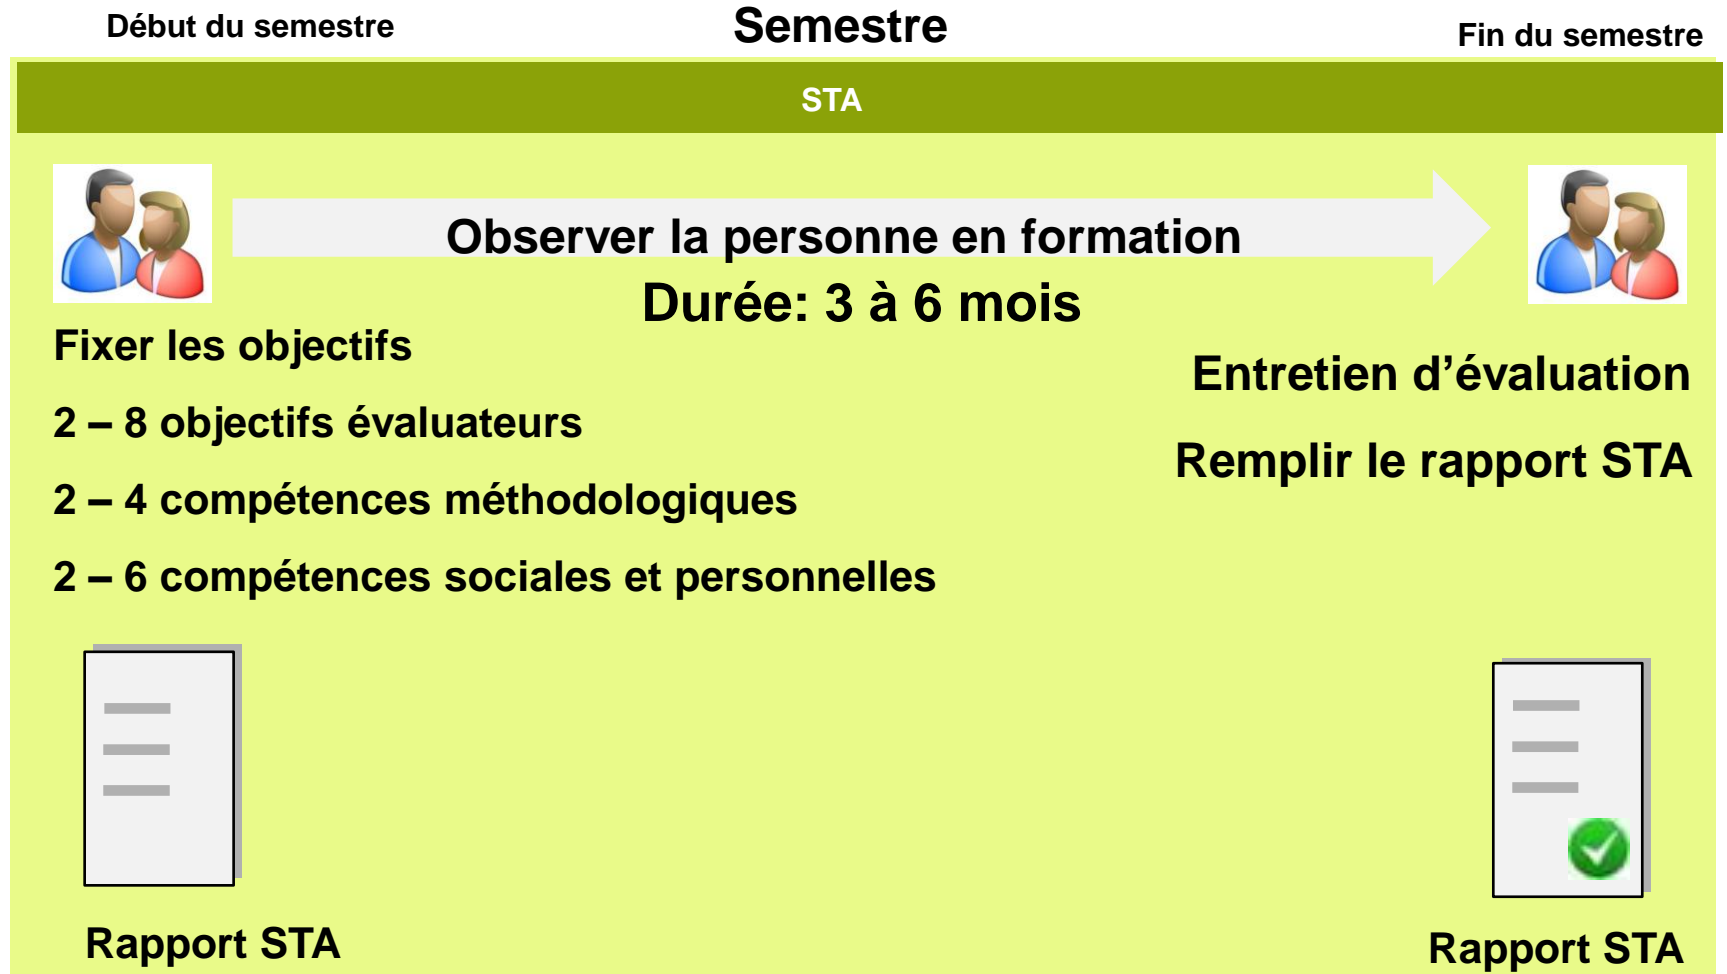 Début du semestre
Semestre
Fin du semestre
STA
Observer la personne en formation
Durée: 3 à 6 mois
Fixer les objectifs
2 – 8 objectifs évaluateurs
2 – 4 compétences méthodologiques
2 – 6 compétences sociales et personnelles
Entretien d’évaluation
Remplir le rapport STA
Rapport STA
Rapport STA